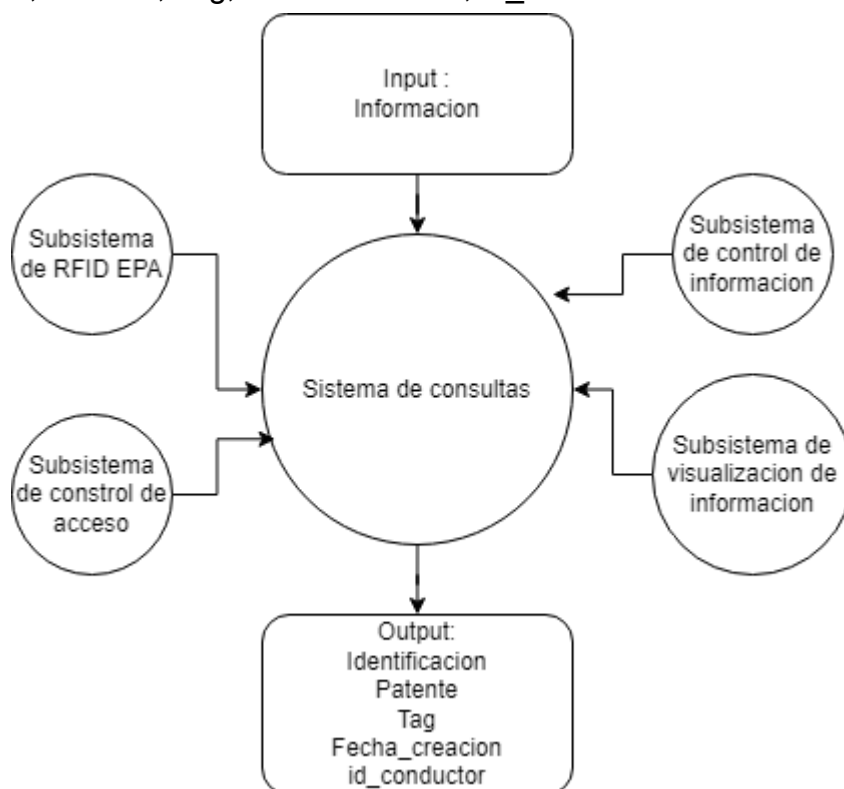 Input :
Informacion
Subsistema
de RFID EPA
Subsistema
de control de
informacion
Sistema de consultas
Subsistema
de constrol de
acceso
Subsistema de
visualizacion de
informacion
Output:
Identificacion
Patente
Tag
Fecha_creacion
id_conductor